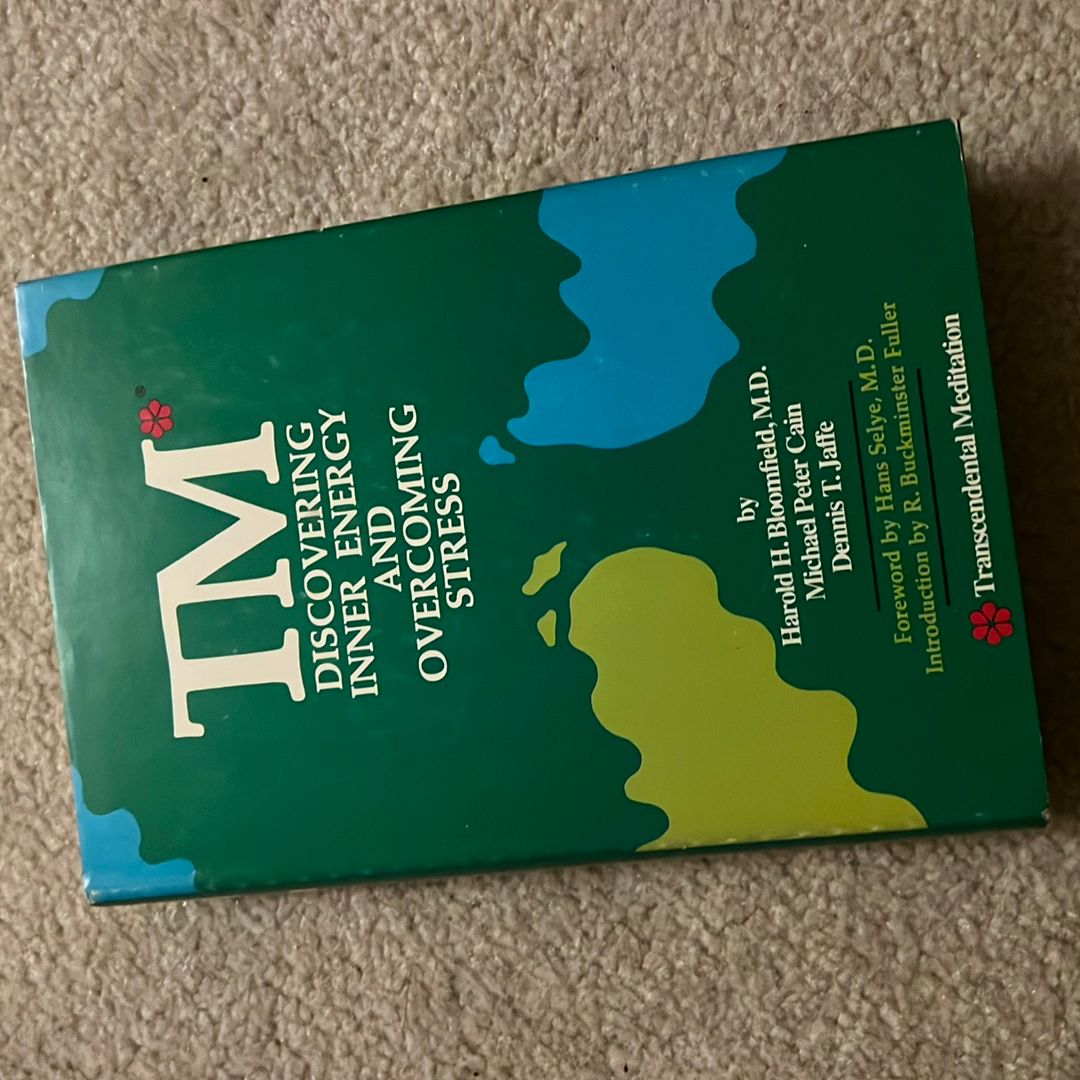 TM®
DISCOVERING
INNER ENERGY
AND
OVERCOMING
STRESS
by
Harold H. Bloomfield, M.D.
Michael Peter Cain
Dennis T. Jaffe
Foreword by Hans Selye, M.D.
Introduction by R. Buckminster Fuller
Transcendental Meditation